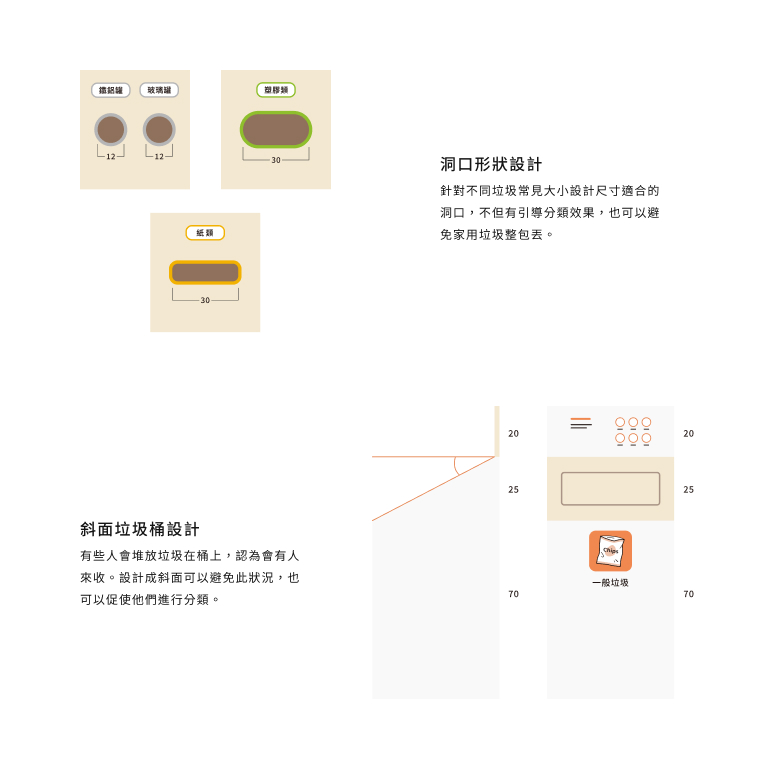 鐵鋁罐 玻璃罐
12 12
塑膠類
30
紙類
30
洞口形狀設計
針對不同垃圾常見大小設計尺寸適合的
洞口，不但有引導分類效果，也可以避
免家用垃圾整包丟。
斜面垃圾桶設計
有些人會堆放垃圾在桶上，認為會有人
來收。設計成斜面可以避免此狀況，也
可以促使他們進行分類。
20
25
70
20
25
Chips
一般垃圾
70